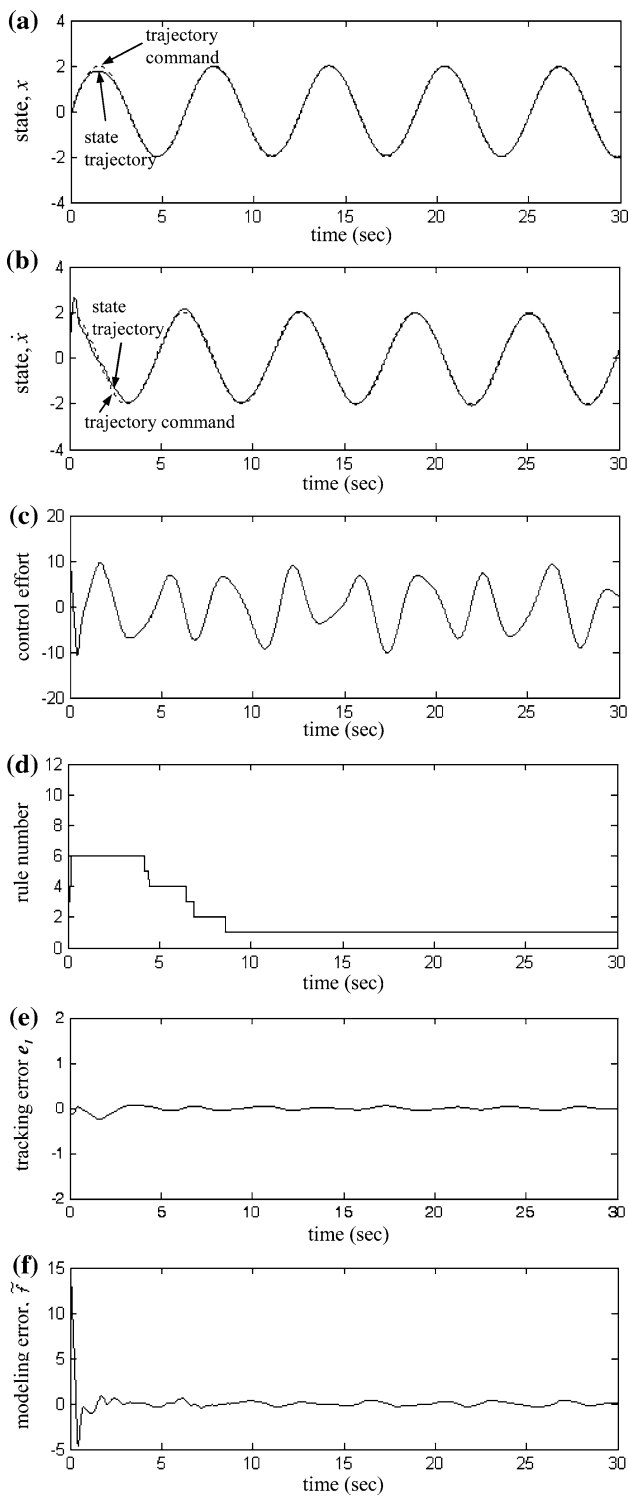 (a)
4
2
0
-2
-4
state, x
trajectory
command
state
trajectory
0 5 10 15 20 25 30
time (sec)
(b)
4
2
0
-2
-4
state, ẋ
state
trajectory
trajectory command
0 5 10 15 20 25 30
time (sec)
(c)
20
10
0
-10
-20
control effort
0 5 10 15 20 25 30
time (sec)
(d)
12
10
8
6
4
2
0
rule number
0 5 10 15 20 25 30
time (sec)
(e)
2
1
0
-1
-2
tracking error e₁
0 5 10 15 20 25 30
time (sec)
(f)
15
10
5
0
-5
modeling error, f̃
0 5 10 15 20 25 30
time (sec)